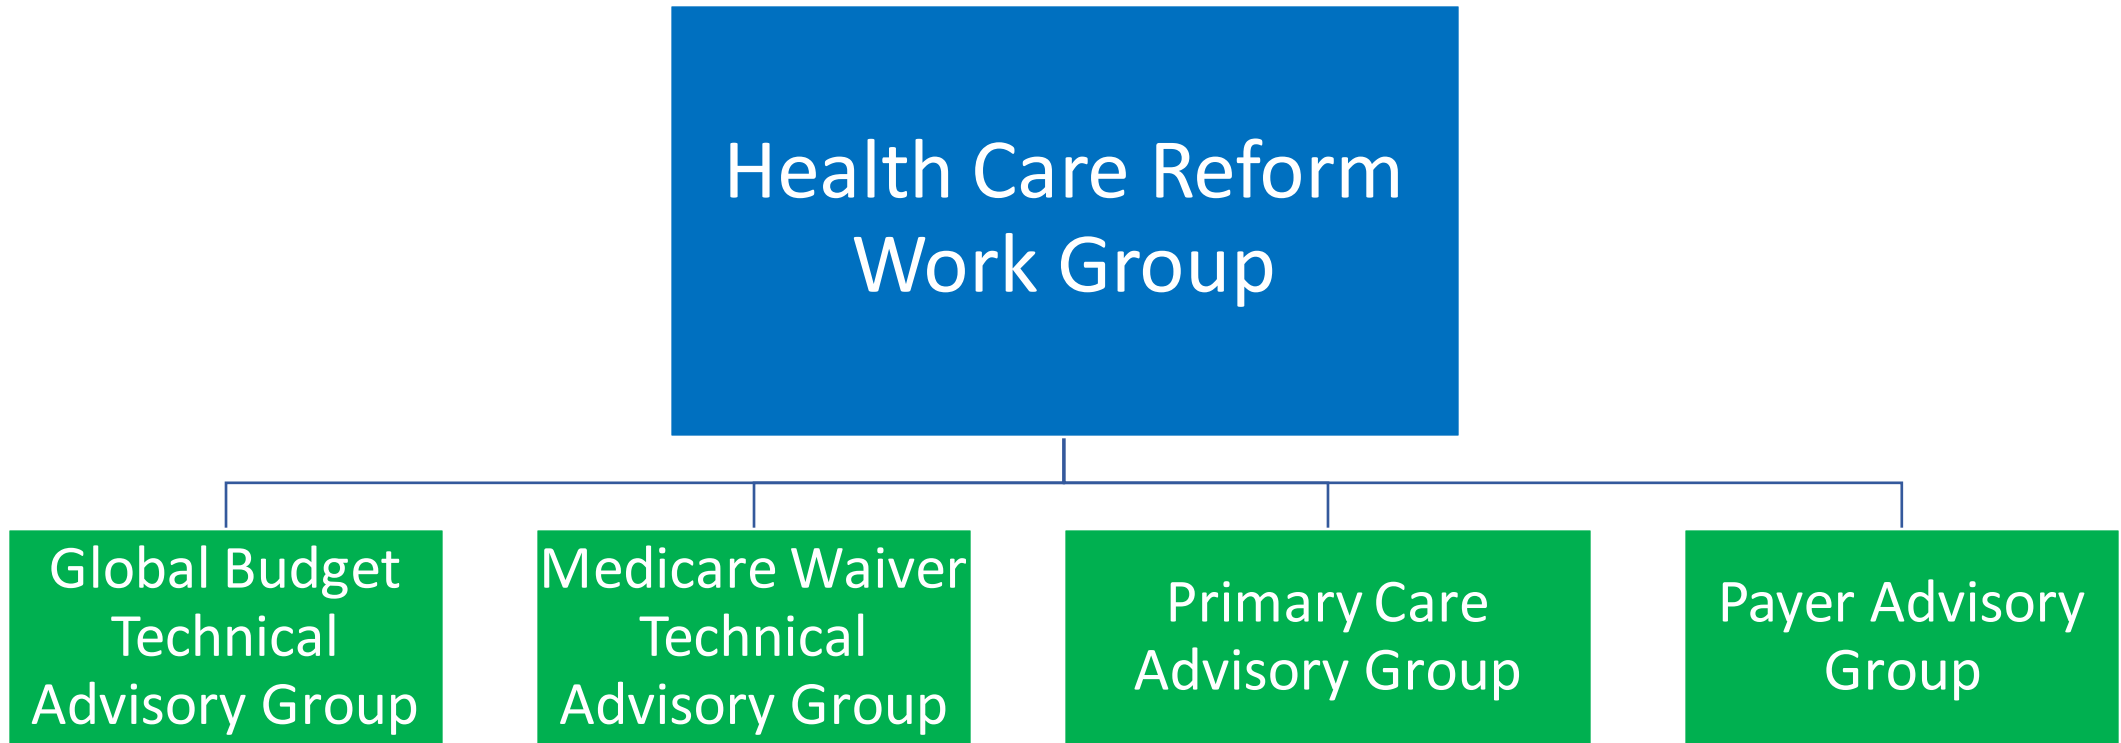 Health Care Reform
Work Group
Global Budget
Technical
Advisory Group
Medicare Waiver
Technical
Advisory Group
Primary Care
Advisory Group
Payer Advisory
Group